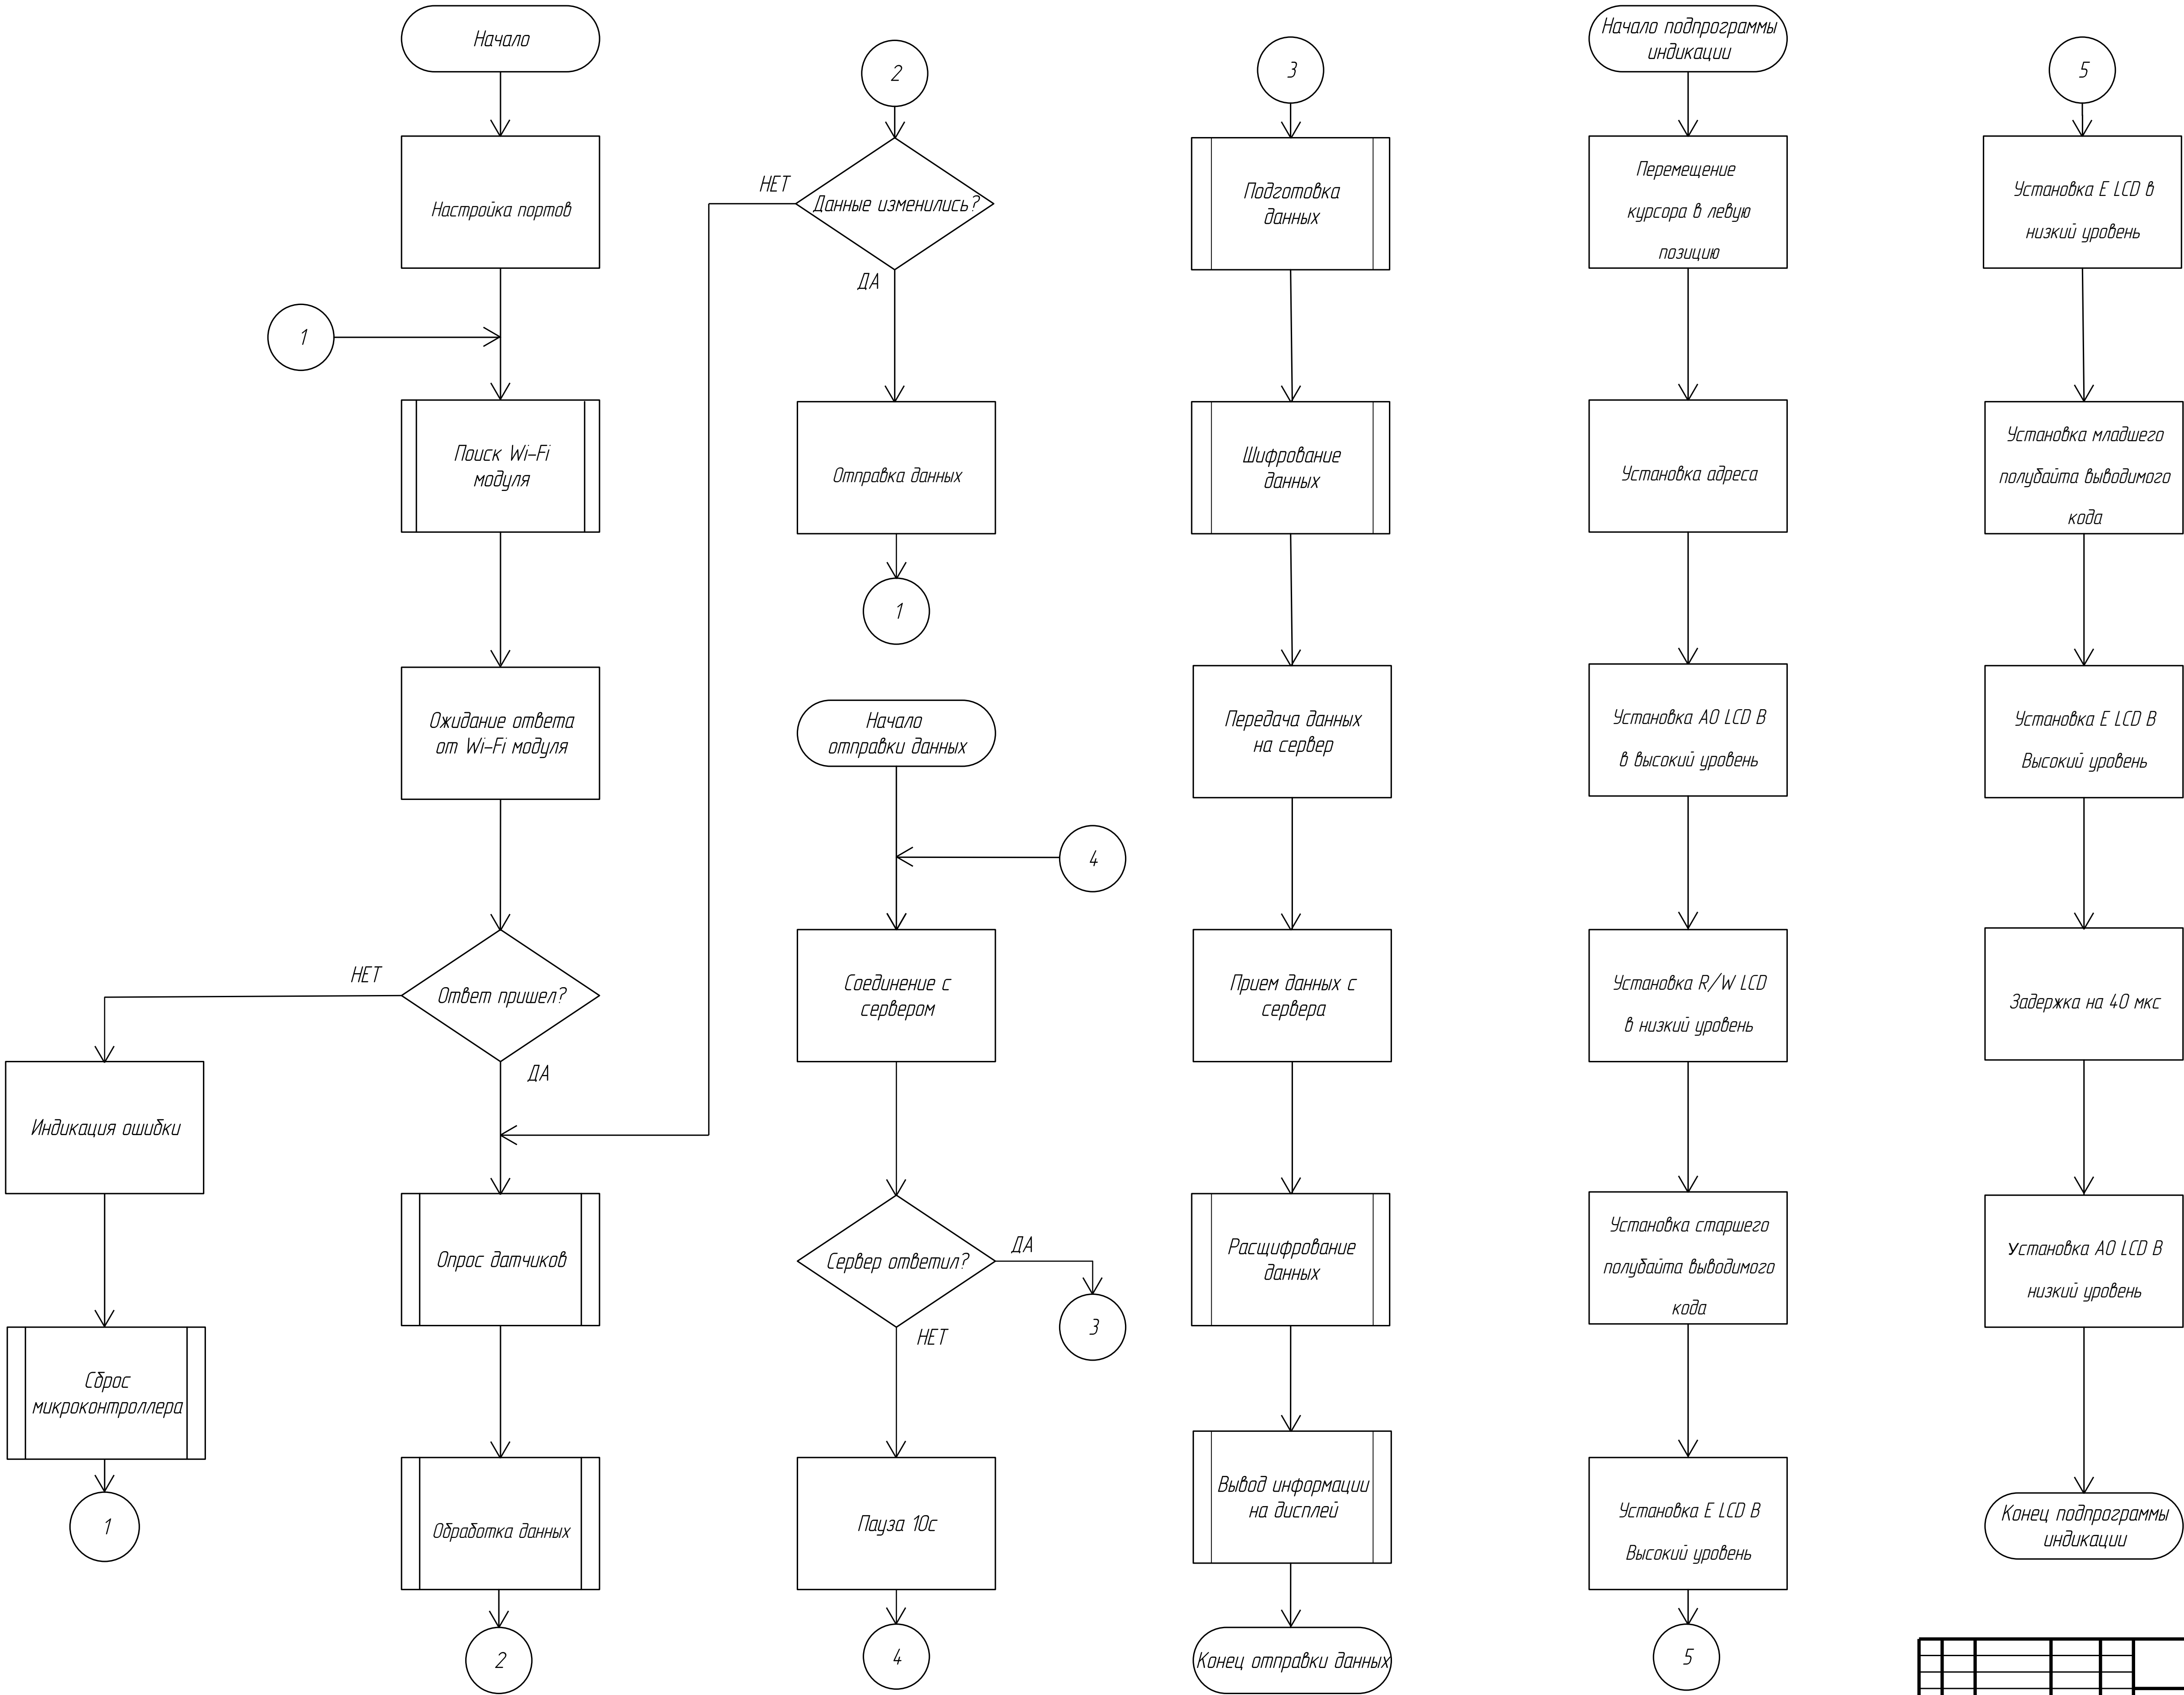 Начало
Настройка портов
1
Поиск Wi-Fi
модуля
Ожидание ответа
от Wi-Fi модуля
Ответ пришел?
НЕТ
ДА
Индикация ошибки
Сброс
микроконтроллера
1
Опрос датчиков
Обработка данных
2
2
Данные изменились?
НЕТ
ДА
Отправка данных
1
Начало
отправки данных
4
Соединение с
сервером
Сервер ответил?
ДА
3
НЕТ
Пауза 10с
4
3
Подготовка
данных
Шифрование
данных
Передача данных
на сервер
Прием данных с
сервера
Расщифрование
данных
Вывод информации
на дисплей
Конец отправки данных
Начало подпрограммы
индикации
Перемещение
курсора в левую
позицию
Установка адреса
Установка A0 LCD В
в высокий уровень
Установка R/W LCD
в низкий уровень
Установка старшего
полубайта выводимого
кода
Установка E LCD В
Высокий уровень
5
5
Установка E LCD в
низкий уровень
Установка младшего
полубайта выводимого
кода
Установка E LCD В
Высокий уровень
Задержка на 40 мкс
Установка A0 LCD В
низкий уровень
Конец подпрограммы
индикации